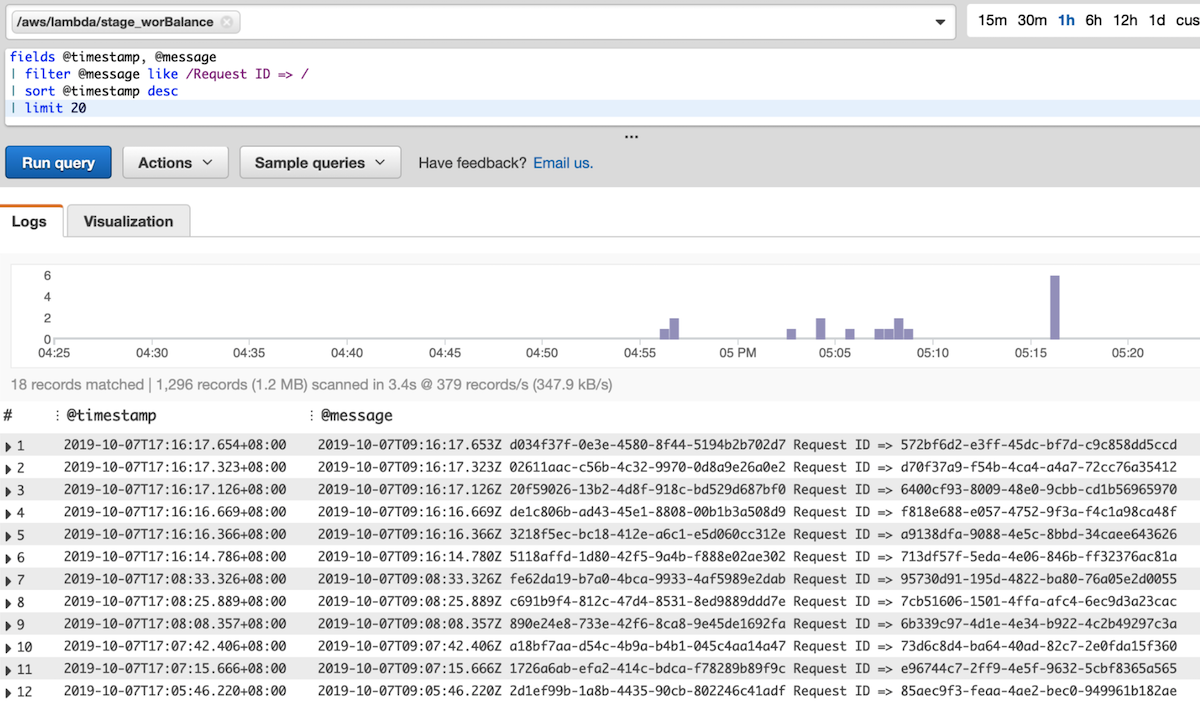 /aws/lambda/stage_worBalance
15m 30m 1h 6h 12h 1d cus
fields @timestamp, @message
| filter @message like /Request ID => /
| sort @timestamp desc
| limit 20
Run query Actions Sample queries Have feedback? Email us.
Logs Visualization
6
4
2
0
04:25 04:30 04:35 04:40 04:45 04:50 04:55 05 PM 05:05 05:10 05:15 05:20
18 records matched | 1,296 records (1.2 MB) scanned in 3.4s @ 379 records/s (347.9 kB/s)
# : @timestamp : @message
1 2019-10-07T17:16:17.654+08:00 2019-10-07T09:16:17.653Z d034f37f-0e3e-4580-8f44-5194b2b702d7 Request ID => 572bf6d2-e3ff-45dc-bf7d-c9c858dd5ccd
2 2019-10-07T17:16:17.323+08:00 2019-10-07T09:16:17.323Z 02611aac-c56b-4c32-9970-0d8a9e26a0e2 Request ID => d70f37a9-f54b-4ca4-a4a7-72cc76a35412
3 2019-10-07T17:16:17.126+08:00 2019-10-07T09:16:17.126Z 20f59026-13b2-4d8f-918c-bd529d687bf0 Request ID => 6400cf93-8009-48e0-9cbb-cd1b56965970
4 2019-10-07T17:16:16.669+08:00 2019-10-07T09:16:16.669Z de1c806b-ad43-45e1-8808-00b1b3a508d9 Request ID => f818e688-e057-4752-9f3a-f4c1a98ca48f
5 2019-10-07T17:16:16.366+08:00 2019-10-07T09:16:16.366Z 3218f5ec-bc18-412e-a6c1-e5d060cc312e Request ID => a9138dfa-9088-4e5c-8bbd-34caee643626
6 2019-10-07T17:16:14.786+08:00 2019-10-07T09:16:14.780Z 5118affd-1d80-42f5-9a4b-f888e02ae302 Request ID => 713df57f-5eda-4e06-846b-ff32376ac81a
7 2019-10-07T17:08:33.326+08:00 2019-10-07T09:08:33.326Z fe62da19-b7a0-4bca-9933-4af5989e2dab Request ID => 95730d91-195d-4822-ba80-76a05e2d0055
8 2019-10-07T17:08:25.889+08:00 2019-10-07T09:08:25.889Z c691b9f4-812c-47d4-8531-8ed9889ddd7e Request ID => 7cb51606-1501-4ffa-afc4-6ec9d3a23cac
9 2019-10-07T17:08:08.357+08:00 2019-10-07T09:08:08.357Z 890e24e8-733e-42f6-8ca8-9e45de1692fa Request ID => 6b339c97-4d1e-4e34-b922-4c2b49297c3a
10 2019-10-07T17:07:42.406+08:00 2019-10-07T09:07:42.406Z a18bf7aa-d54c-4b9a-b4b1-045c4aa14a47 Request ID => 73d6c8d4-ba64-40ad-82c7-2e0fda15f360
11 2019-10-07T17:07:15.666+08:00 2019-10-07T09:07:15.666Z 1726a6ab-efa2-414c-bdca-f78289b89f9c Request ID => e96744c7-2ff9-4e5f-9632-5cbf8365a565
12 2019-10-07T17:05:46.220+08:00 2019-10-07T09:05:46.220Z 2d1ef99b-1a8b-4435-90cb-802246c41adf Request ID => 85aec9f3-feaa-4ae2-bec0-949961b182ae